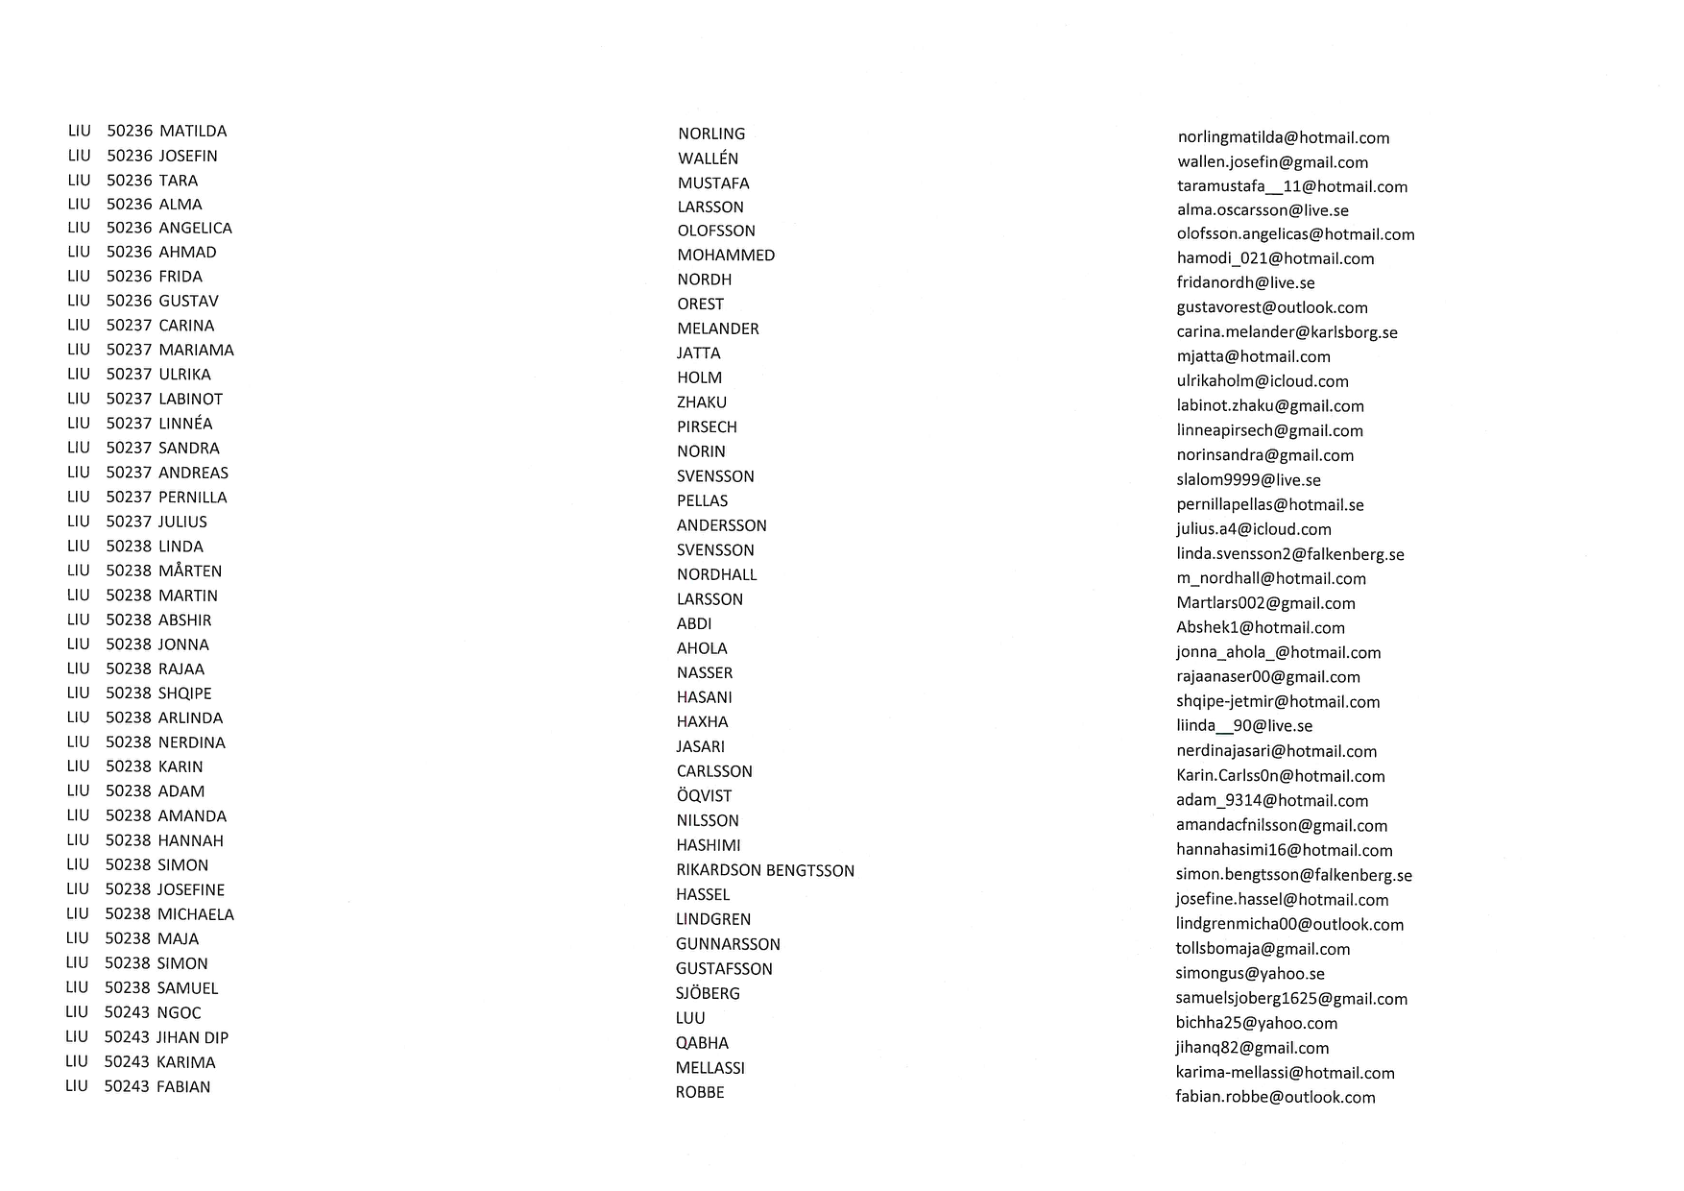 LIU 50236 MATILDA NORLING norlingmatilda@hotmail.com
LIU 50236 JOSEFIN WALLÉN wallen.josefin@gmail.com
LIU 50236 TARA MUSTAFA taramustafa__11@hotmail.com
LIU 50236 ALMA LARSSON alma.oscarsson@live.se
LIU 50236 ANGELICA OLOFSSON olofsson.angelicas@hotmail.com
LIU 50236 AHMAD MOHAMMED hamodi_021@hotmail.com
LIU 50236 FRIDA NORDH fridanordh@live.se
LIU 50236 GUSTAV OREST gustavorest@outlook.com
LIU 50237 CARINA MELANDER carina.melander@karlsborg.se
LIU 50237 MARIAMA JATTA mjatta@hotmail.com
LIU 50237 ULRIKA HOLM ulrikaholm@icloud.com
LIU 50237 LABINOT ZHAKU labinot.zhaku@gmail.com
LIU 50237 LINNÉA PIRSECH linneapirsech@gmail.com
LIU 50237 SANDRA NORIN norinsandra@gmail.com
LIU 50237 ANDREAS SVENSSON slalom9999@live.se
LIU 50237 PERNILLA PELLAS pernillapellas@hotmail.se
LIU 50237 JULIUS ANDERSSON julius.a4@icloud.com
LIU 50238 LINDA SVENSSON linda.svensson2@falkenberg.se
LIU 50238 MÅRTEN NORDHALL m_nordhall@hotmail.com
LIU 50238 MARTIN LARSSON Martlars002@gmail.com
LIU 50238 ABSHIR ABDI Abshek1@hotmail.com
LIU 50238 JONNA AHOLA jonna_ahola_@hotmail.com
LIU 50238 RAJAA NASSER rajaanaser00@gmail.com
LIU 50238 SHQIPE HASANI shqipe-jetmir@hotmail.com
LIU 50238 ARLINDA HAXHA liinda__90@live.se
LIU 50238 NERDINA JASARI nerdinajasari@hotmail.com
LIU 50238 KARIN CARLSSON Karin.Carlss0n@hotmail.com
LIU 50238 ADAM ÖQVIST adam_9314@hotmail.com
LIU 50238 AMANDA NILSSON amandacfnilsson@gmail.com
LIU 50238 HANNAH HASHIMI hannahasimi16@hotmail.com
LIU 50238 SIMON RIKARDSON BENGTSSON simon.bengtsson@falkenberg.se
LIU 50238 JOSEFINE HASSEL josefine.hassel@hotmail.com
LIU 50238 MICHAELA LINDGREN lindgrenmicha00@outlook.com
LIU 50238 MAJA GUNNARSSON tollsbomaja@gmail.com
LIU 50238 SIMON GUSTAFSSON simongus@yahoo.se
LIU 50238 SAMUEL SJÖBERG samuelsjoberg1625@gmail.com
LIU 50243 NGOC LUU bichha25@yahoo.com
LIU 50243 JIHAN DIP QABHA jihanq82@gmail.com
LIU 50243 KARIMA MELLASSI karima-mellassi@hotmail.com
LIU 50243 FABIAN ROBBE fabian.robbe@outlook.com